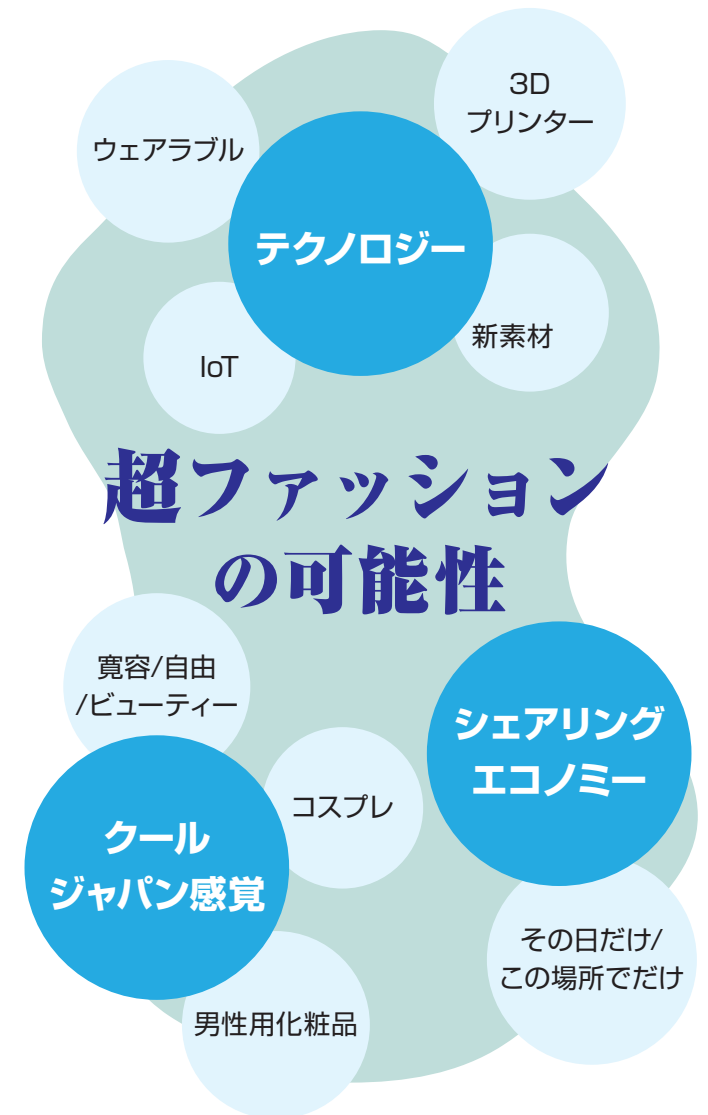 3D
プリンター
ウェアラブル
テクノロジー
新素材
IoT
超ファッション
の可能性
寛容/自由
/ビューティー
シェアリング
エコノミー
コスプレ
クール
ジャパン感覚
その日だけ/
この場所でだけ
男性用化粧品